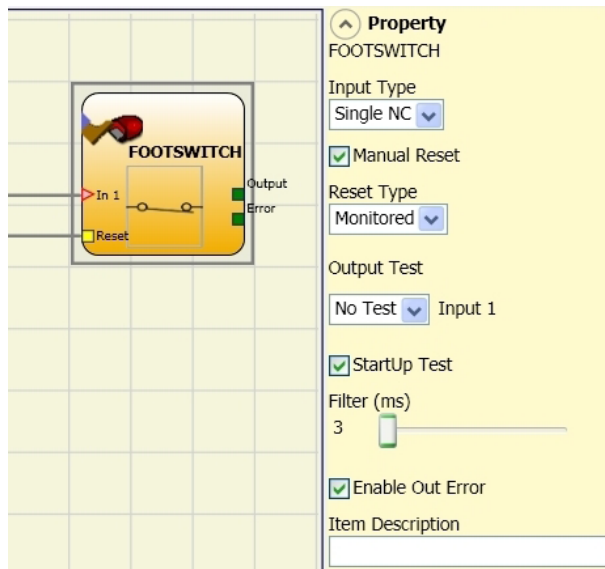 FOOTSWITCH
In 1
Reset
Output
Error
Property
FOOTSWITCH
Input Type
Single NC
Manual Reset
Reset Type
Monitored
Output Test
No Test Input 1
StartUp Test
Filter (ms)
3
Enable Out Error
Item Description